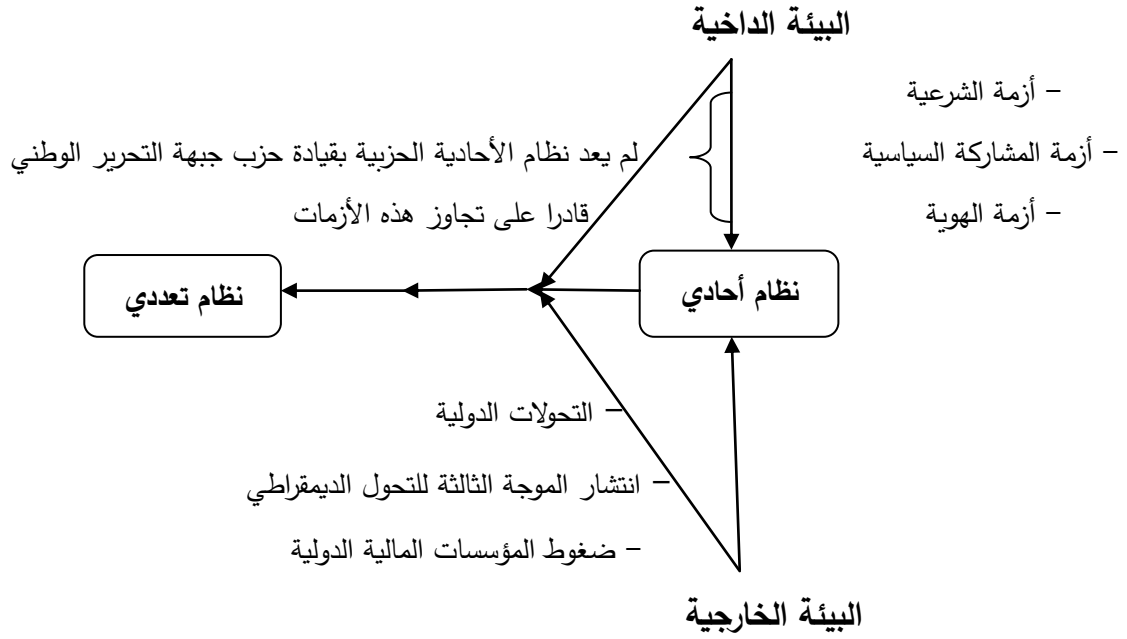 البيئة الداخية
– أزمة الشرعية
– أزمة المشاركة السياسية
– أزمة الهوية
لم يعد نظام الأحادية الحزبية بقيادة حزب جبهة التحرير الوطني
قادرا على تجاوز هذه الأزمات
نظام أحادي
نظام تعددي
– التحولات الدولية
– انتشار الموجة الثالثة للتحول الديمقراطي
– ضغوط المؤسسات المالية الدولية
البيئة الخارجية